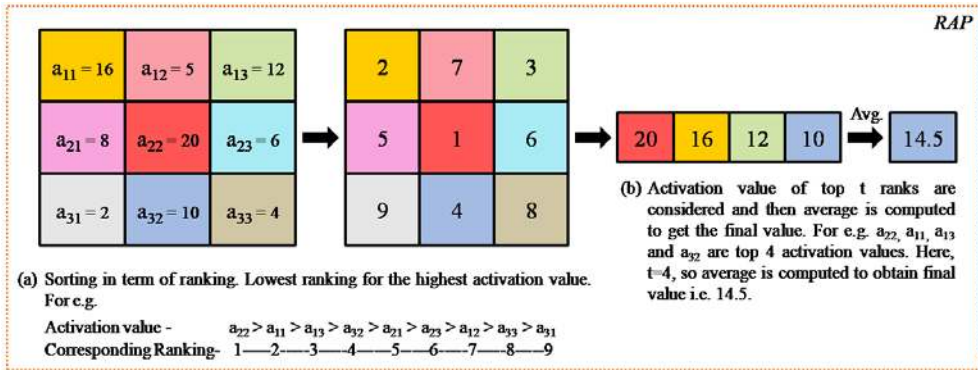 RAP
a11 = 16 a12 = 5 a13 = 12
a21 = 8 a22 = 20 a23 = 6
a31 = 2 a32 = 10 a33 = 4
2 7 3
5 1 6
9 4 8
Avg.
20 16 12 10 14.5
(a) Sorting in term of ranking. Lowest ranking for the highest activation value.
For e.g.
Activation value - a22 > a11 > a13 > a32 > a21 > a23 > a12 > a33 > a31
Corresponding Ranking- 1----2----3----4----5----6----7----8----9
(b) Activation value of top t ranks are
considered and then average is computed
to get the final value. For e.g. a22, a11, a13
and a32 are top 4 activation values. Here,
t=4, so average is computed to obtain final
value i.e. 14.5.